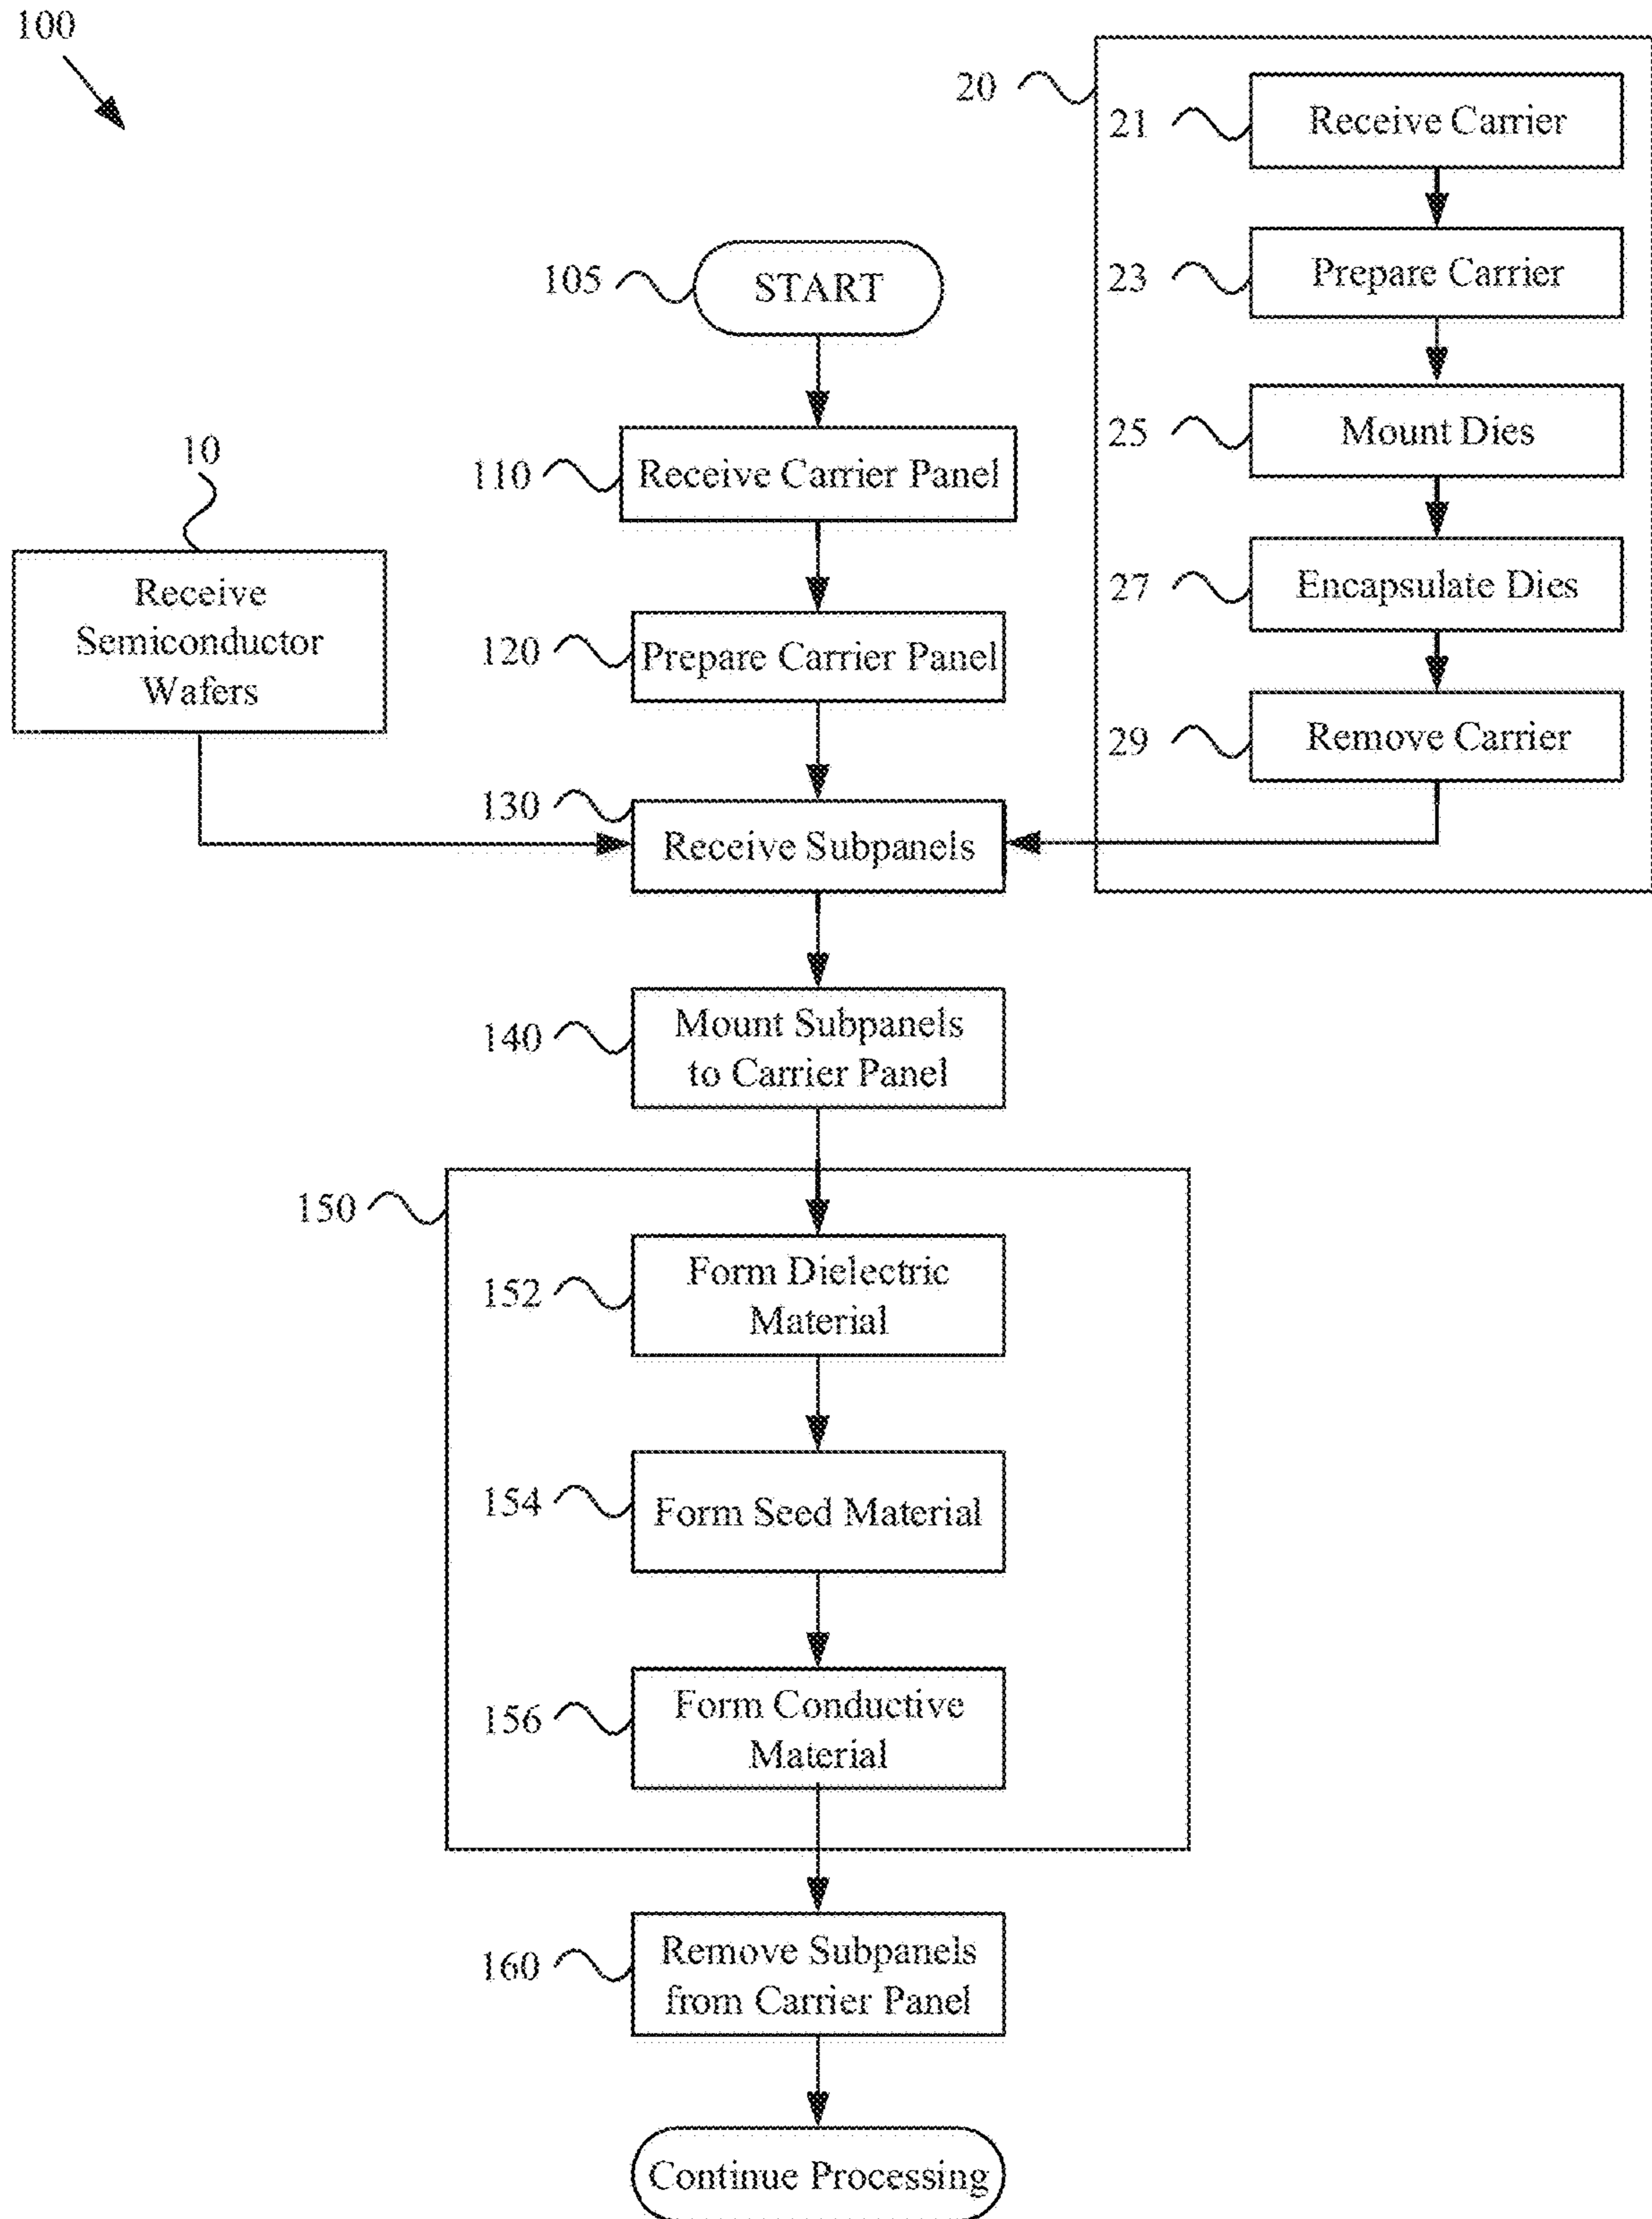 100
20
21
Receive Carrier
23
Prepare Carrier
25
Mount Dies
27
Encapsulate Dies
29
Remove Carrier
105
START
110
Receive Carrier Panel
10
Receive
Semiconductor
Wafers
120
Prepare Carrier Panel
130
Receive Subpanels
140
Mount Subpanels
to Carrier Panel
150
152
Form Dielectric
Material
154
Form Seed Material
156
Form Conductive
Material
160
Remove Subpanels
from Carrier Panel
Continue Processing